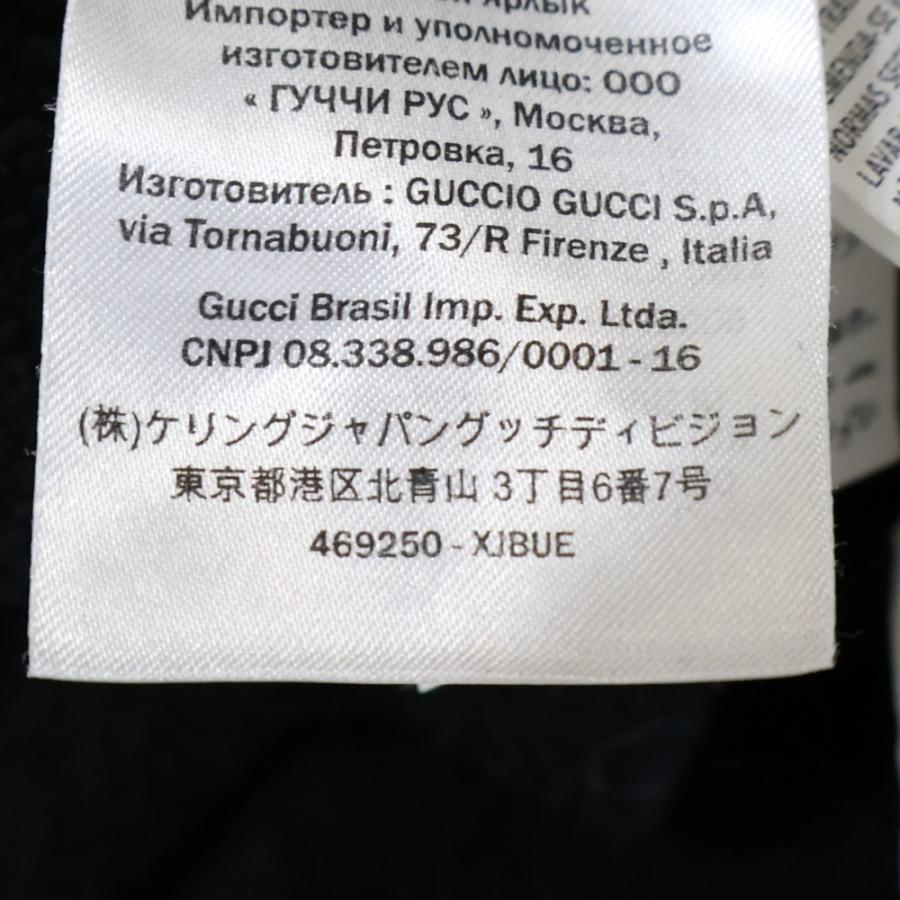 ярлык
Импортер и уполномоченное
изготовителем лицо: ООО
« ГУЧЧИ РУС », Москва,
Петровка, 16
Изготовитель : GUCCIO GUCCI S.p.A,
via Tornabuoni, 73/R Firenze , Italia
Gucci Brasil Imp. Exp. Ltda.
CNPJ 08.338.986/0001 - 16
(株)ケリングジャパングッチディビジョン
東京都港区北青山 3丁目6番7号
469250 - XJBUE
NORMAS